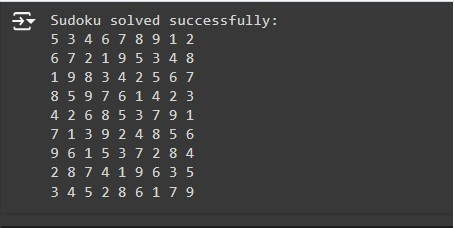 Sudoku solved successfully:
5 3 4 6 7 8 9 1 2
6 7 2 1 9 5 3 4 8
1 9 8 3 4 2 5 6 7
8 5 9 7 6 1 4 2 3
4 2 6 8 5 3 7 9 1
7 1 3 9 2 4 8 5 6
9 6 1 5 3 7 2 8 4
2 8 7 4 1 9 6 3 5
3 4 5 2 8 6 1 7 9